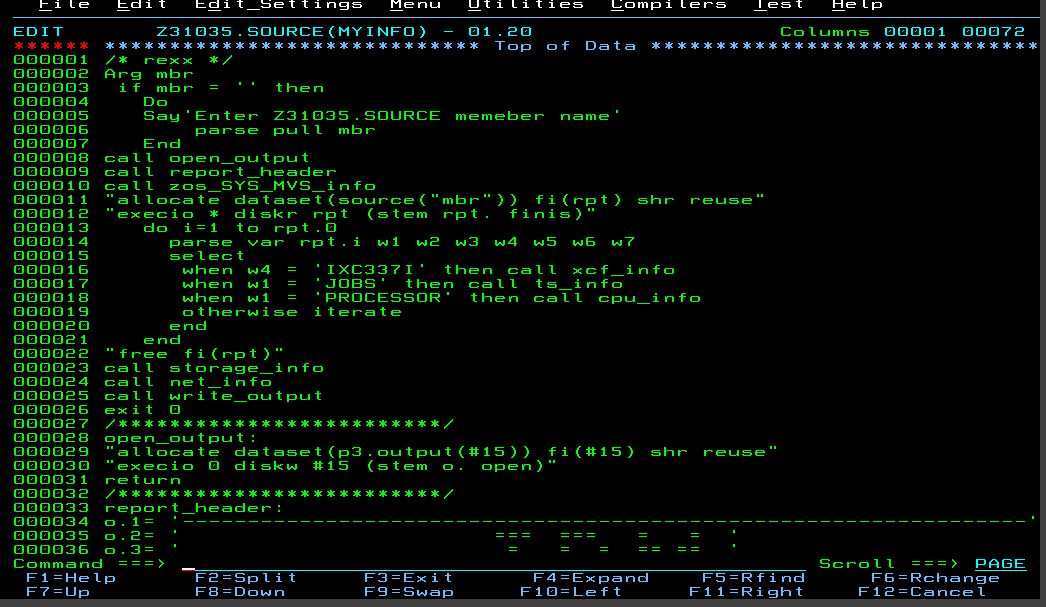 File  Edit  Edit_Settings  Menu  Utilities  Compilers  Test  Help
EDIT       Z31035.SOURCE(MYINFO) - 01.20                   Columns 00001 00072
****** ***************************** Top of Data ******************************
000001 /* rexx */
000002 Arg mbr
000003  if mbr = '' then
000004    Do
000005    Say'Enter Z31035.SOURCE memeber name'
000006        parse pull mbr
000007    End
000008 call open_output
000009 call report_header
000010 call zos_SYS_MVS_info
000011 "allocate dataset(source("mbr")) fi(rpt) shr reuse"
000012 "execio * diskr rpt (stem rpt. finis)"
000013    do i=1 to rpt.0
000014      parse var rpt.i w1 w2 w3 w4 w5 w6 w7
000015      select
000016       when w4 = 'IXC337I' then call xcf_info
000017       when w1 = 'JOBS' then call ts_info
000018       when w1 = 'PROCESSOR' then call cpu_info
000019       otherwise iterate
000020      end
000021    end
000022 "free fi(rpt)"
000023 call storage_info
000024 call net_info
000025 call write_output
000026 exit 0
000027 /*************************/
000028 open_output:
000029 "allocate dataset(p3.output(#15)) fi(#15) shr reuse"
000030 "execio 0 diskw #15 (stem o. open)"
000031 return
000032 /*************************/
000033 report_header:
000034 o.1= '-----------------------------------------------------------------'
000035 o.2= '                        ===  ===   =   =  '
000036 o.3= '                         =   =  =  == ==  '
Command ===> _                                                 Scroll ===> PAGE
F1=Help      F2=Split     F3=Exit      F4=Expand    F5=Rfind     F6=Rchange
F7=Up        F8=Down      F9=Swap     F10=Left     F11=Right    F12=Cancel